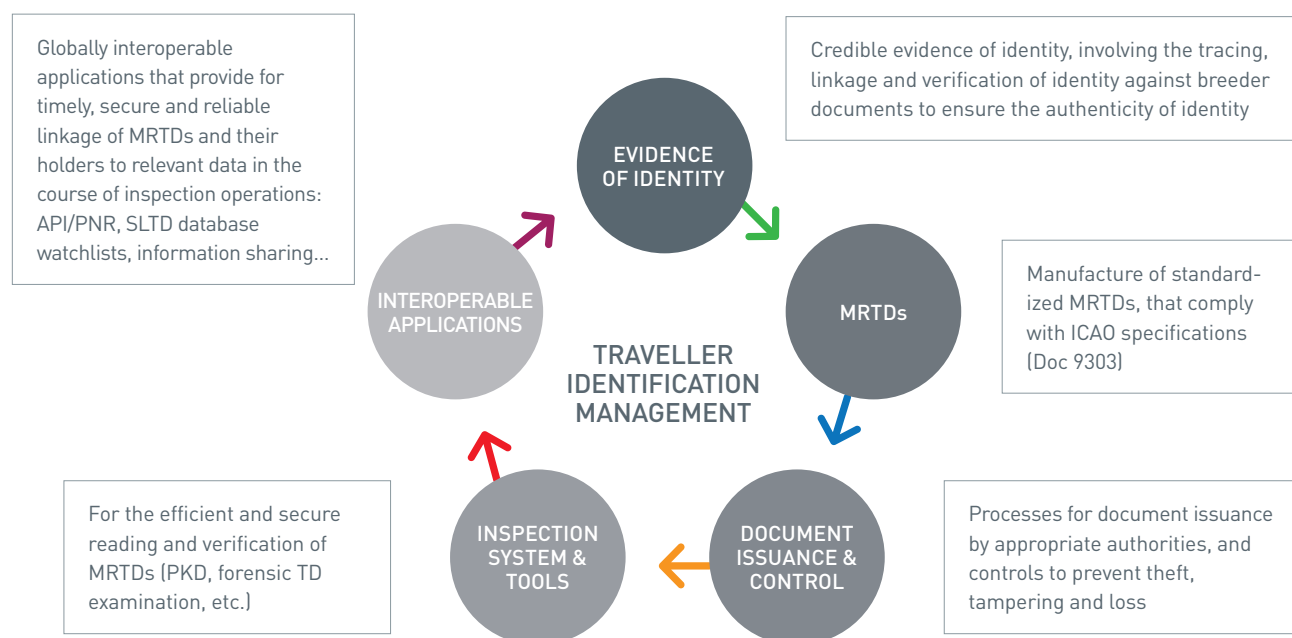 Globally interoperable
applications that provide for
timely, secure and reliable
linkage of MRTDs and their
holders to relevant data in the
course of inspection operations:
API/PNR, SLTD database
watchlists, information sharing...
Credible evidence of identity, involving the tracing,
linkage and verification of identity against breeder
documents to ensure the authenticity of identity
EVIDENCE
OF IDENTITY
INTEROPERABLE
APPLICATIONS
MRTDs
Manufacture of standard-
ized MRTDs, that comply
with ICAO specifications
(Doc 9303)
TRAVELLER
IDENTIFICATION
MANAGEMENT
For the efficient and secure
reading and verification of
MRTDs (PKD, forensic TD
examination, etc.)
INSPECTION
SYSTEM &
TOOLS
DOCUMENT
ISSUANCE &
CONTROL
Processes for document issuance
by appropriate authorities, and
controls to prevent theft,
tampering and loss